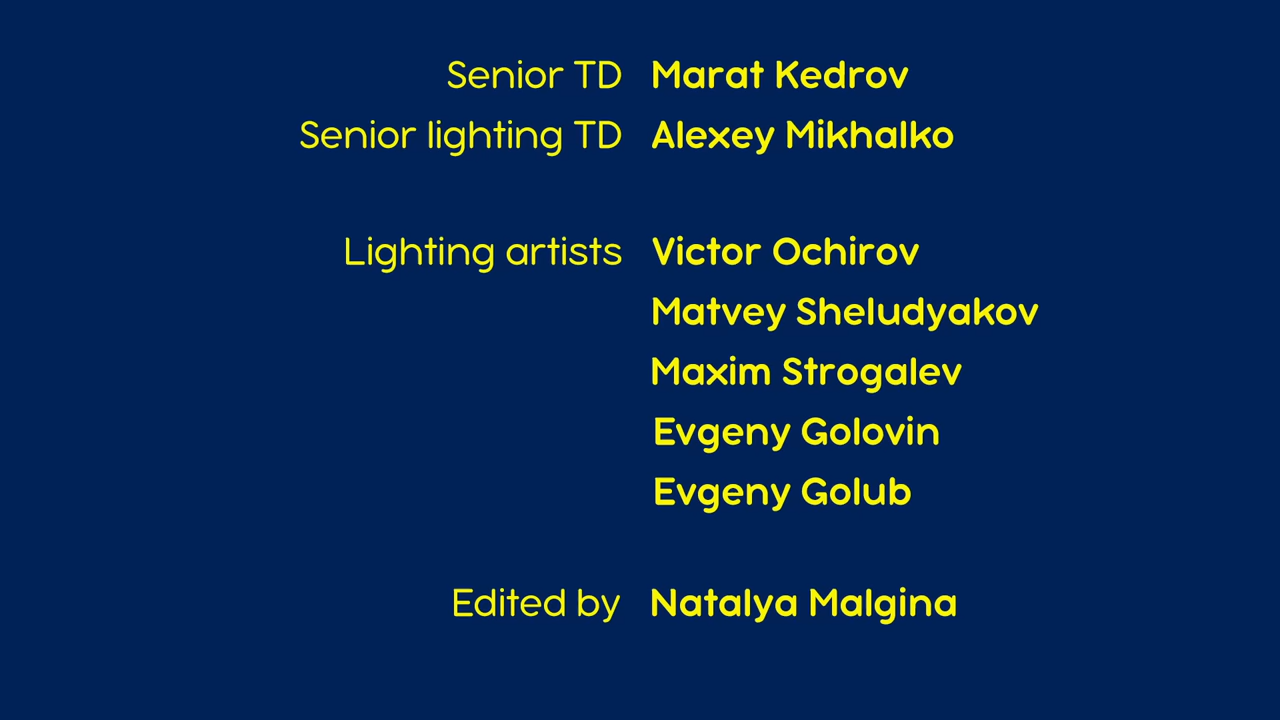 Senior TD Marat Kedrov
Senior lighting TD Alexey Mikhalko
Lighting artists Victor Ochirov
Matvey Sheludyakov
Maxim Strogalev
Evgeny Golovin
Evgeny Golub
Edited by Natalya Malgina